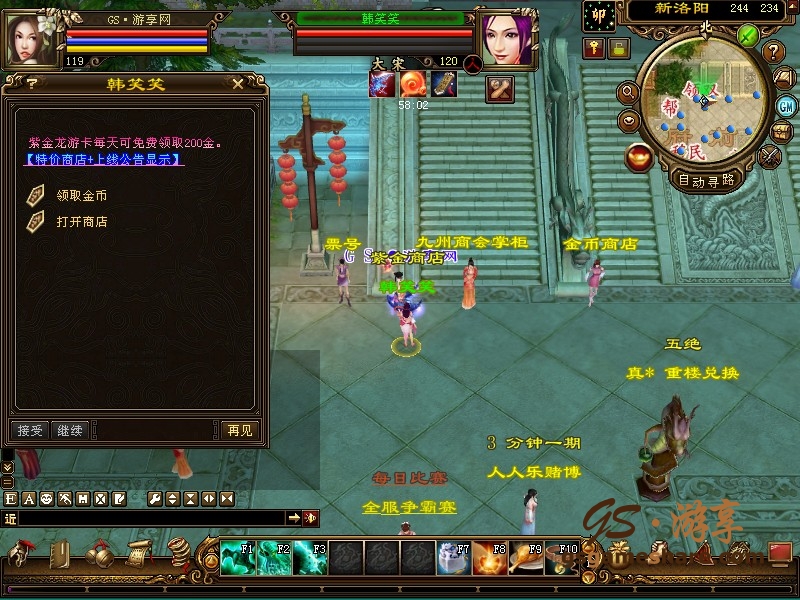 GS·游享网
119
韩笑笑
大宋
120
58:02
卯
新洛阳 244 234
北
?
GM
自动寻路
? 韩笑笑 X
紫金龙游卡每天可免费领取200金。
【特价商店+上线公告显示】
领取金币
打开商店
接受 继续 再见
票号
九州商会掌柜
金币商店
紫金商店
韩笑笑
五绝
真* 重楼兑换
3 分钟一期
人人乐赌博
每日比赛
全服争霸赛
近
F1 F2 F3 F7 F8 F9 F10
GS·游享